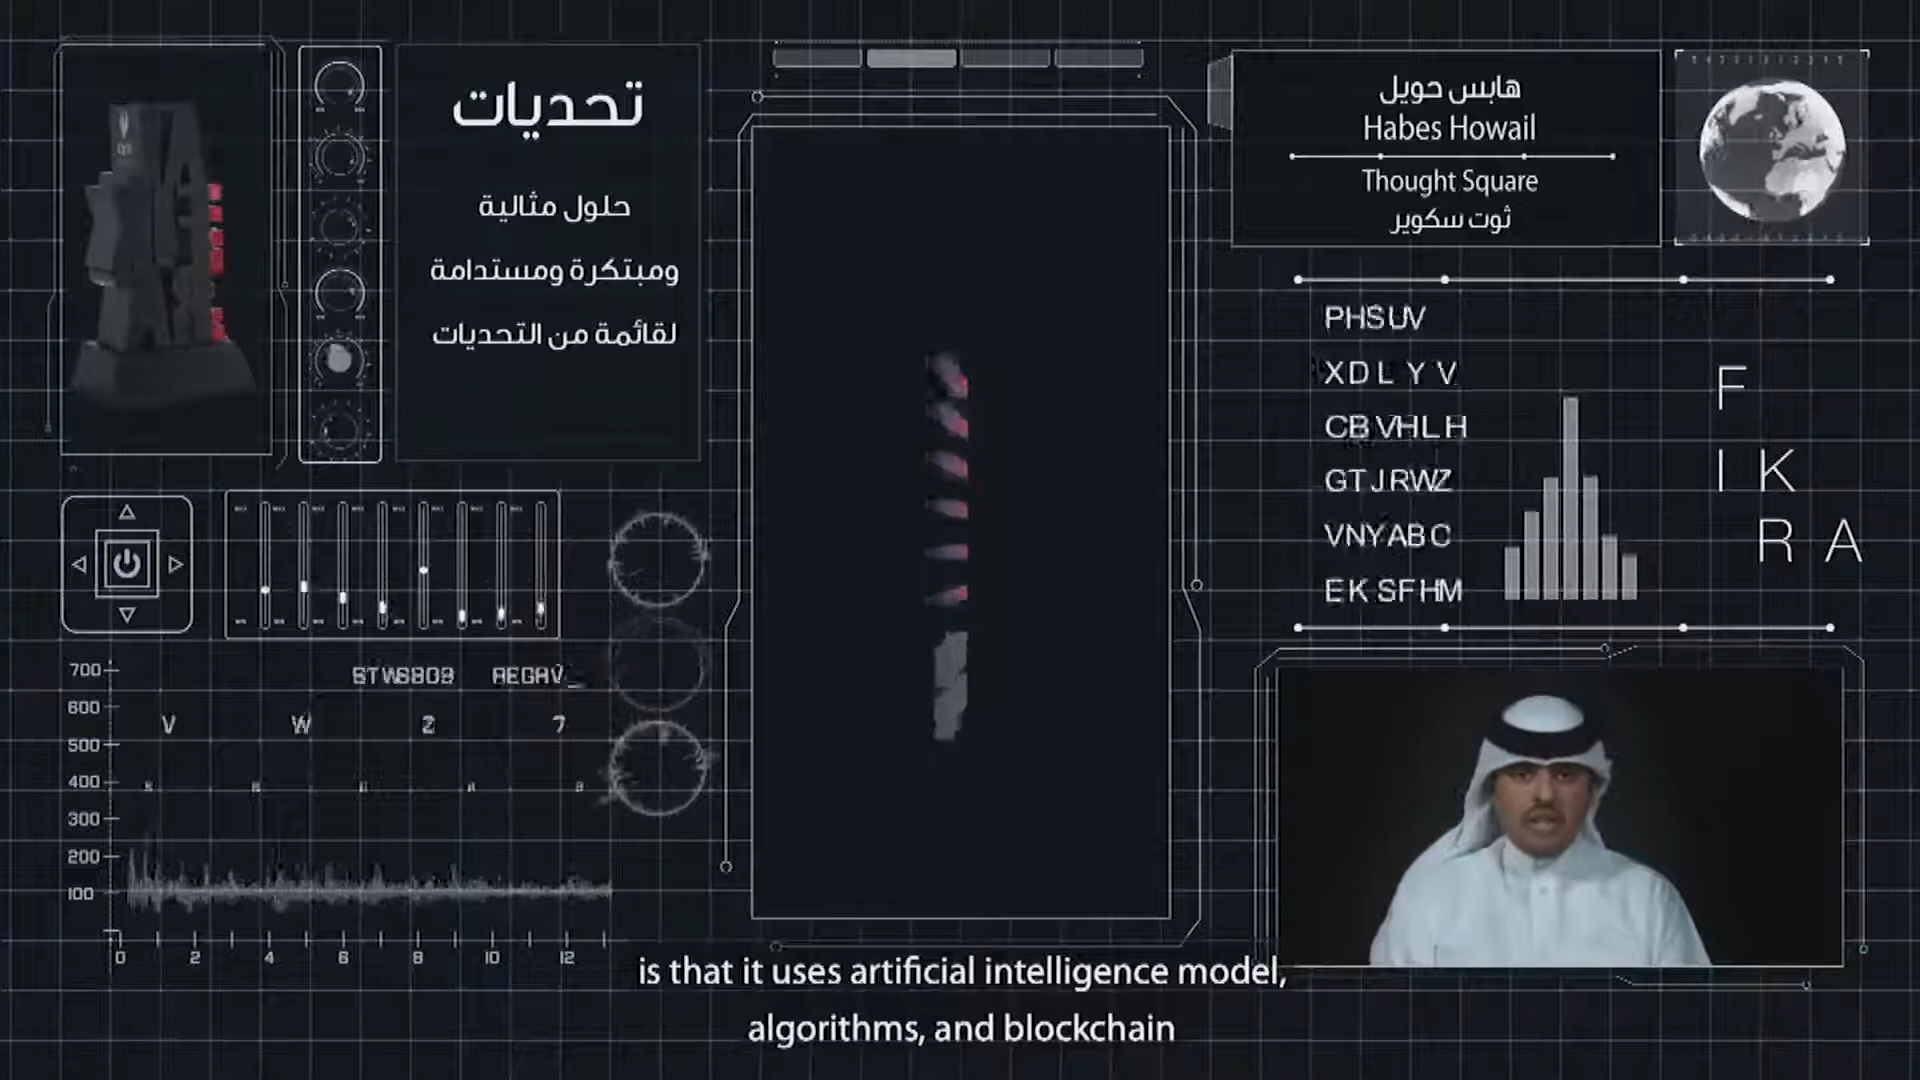 تحديات
حلول مثالية
ومبتكرة ومستدامة
لقائمة من التحديات
هابس حويل
Habes Howail
Thought Square
ثوت سكوير
PHSUV
XDLYV
CBVHLH
GTJRWZ
VNYABC
EKSFHM
F
I K
R A
V W 2 7
700
600
500
400
300
200
100
0 2 4 6 8 10 12
is that it uses artificial intelligence model,
algorithms, and blockchain